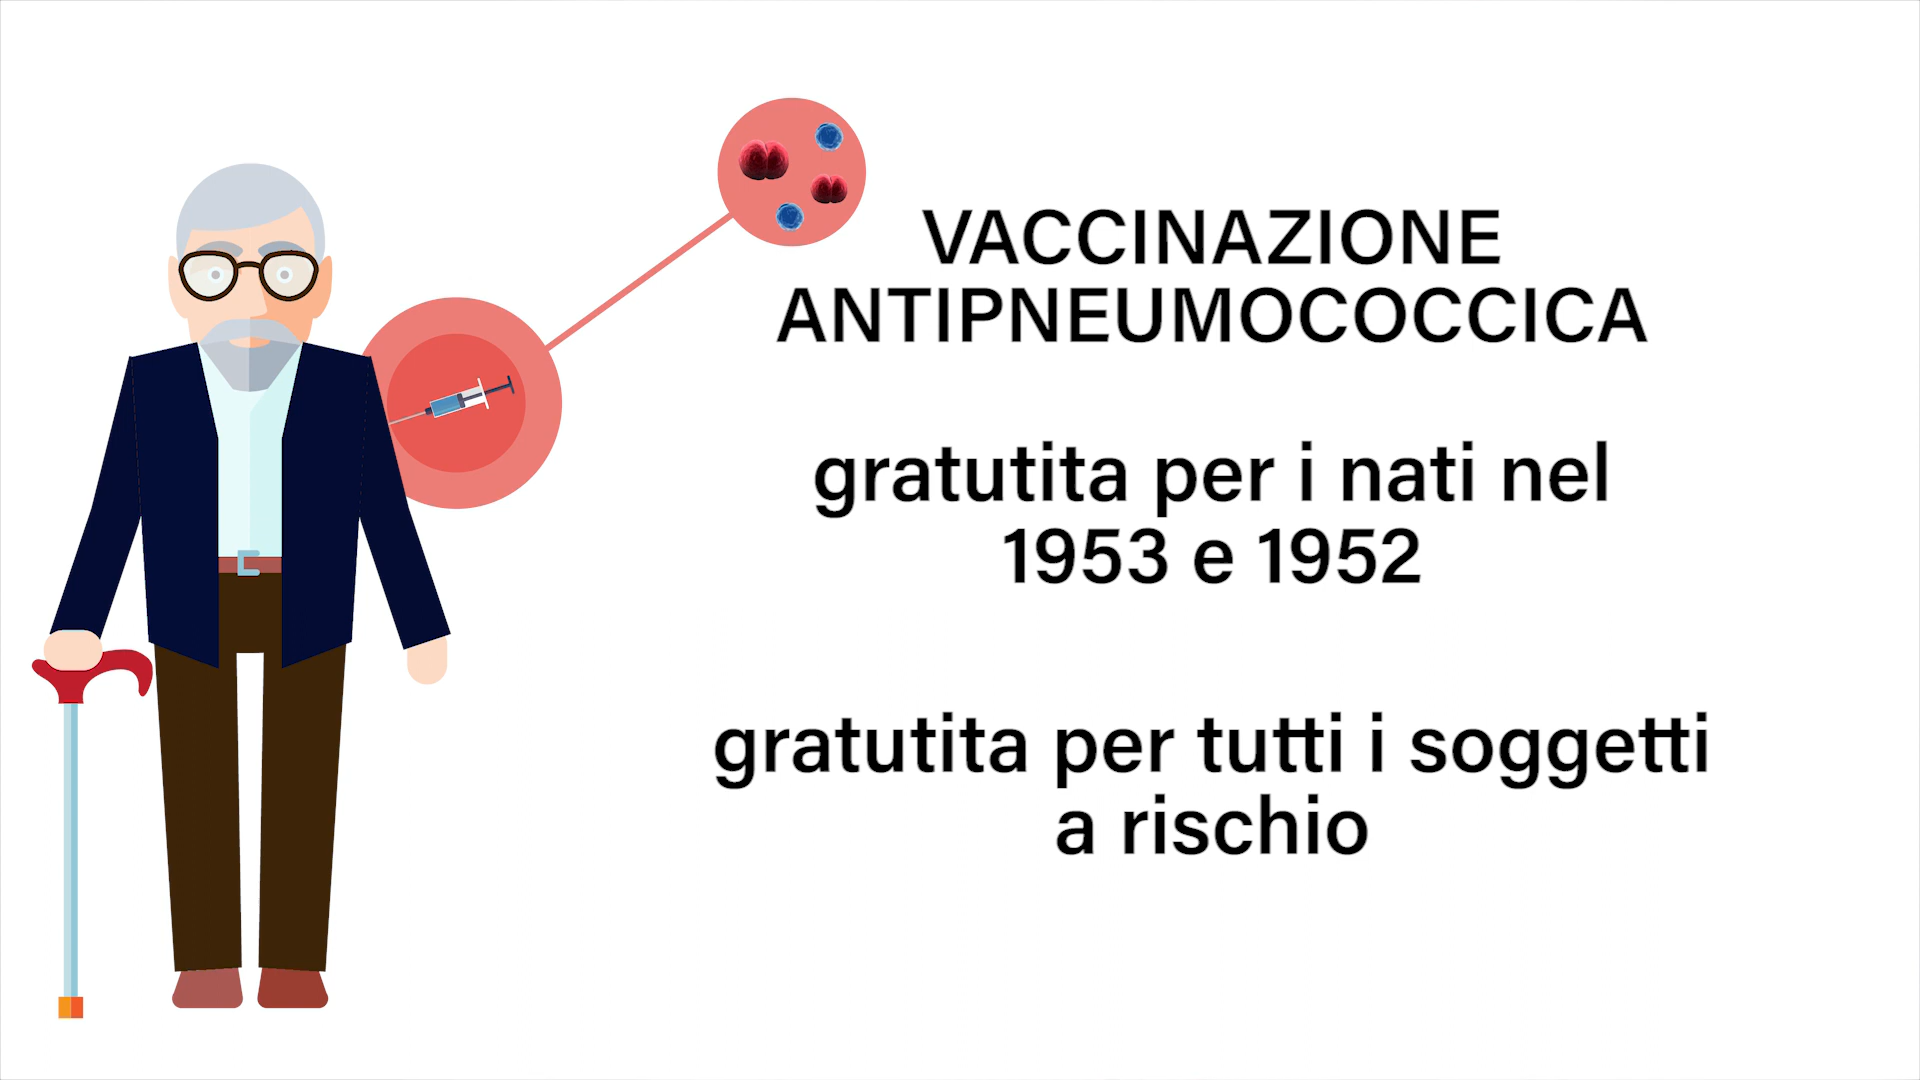 VACCINAZIONE
ANTIPNEUMOCOCCICA
gratutita per i nati nel
1953 e 1952
gratutita per tutti i soggetti
a rischio